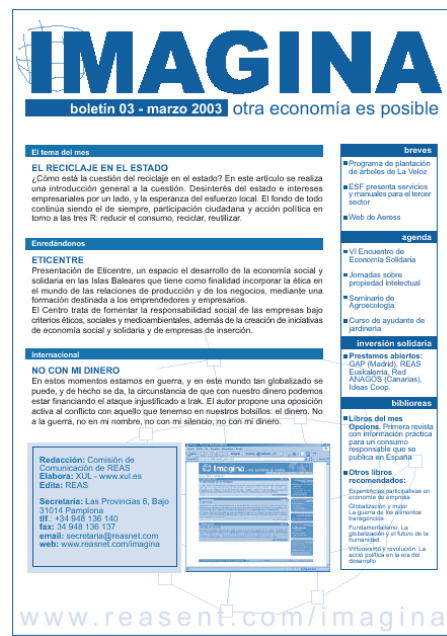 IMAGINA
boletín 03 - marzo 2003 otra economía es posible
El tema del mes
EL RECICLAJE EN EL ESTADO
¿Cómo está la cuestión del reciclaje en el estado? En este artículo se realiza
una introducción general a la cuestión. Desinterés del estado e intereses
empresariales por un lado, y la esperanza del esfuerzo local. El fondo de todo
continúa siendo el de siempre, participación ciudadana y acción política en
torno a las tres R: reducir el consumo, reciclar, reutilizar.
Enredándonos
ETICENTRE
Presentación de Eticentre, un espacio el desarrollo de la economía social y
solidaria en las Islas Baleares que tiene como finalidad incorporar la ética en
el mundo de las relaciones de producción y de los negocios, mediante una
formación destinada a los emprendedores y empresarios.
El Centro trata de fomentar la responsabilidad social de las empresas bajo
criterios éticos, sociales y medioambientales, además de la creación de iniciativas
de economía social y solidaria y de empresas de inserción.
Internacional
NO CON MI DINERO
En estos momentos estamos en guerra, y en este mundo tan globalizado se
puede, y de hecho se da, la circunstancia de que con nuestro dinero podemos
estar financiando el ataque injustificado a Irak. El autor propone una oposición
activa al conflicto con aquello que tenemso en nuestros bolsillos: el dinero. No
a la guerra, no en mi nombre, no con mi silencio, no con mi dinero.
Redacción: Comisión de
Comunicación de REAS
Elabora: XUL - www.xul.es
Edita: REAS
Secretaría: Las Provincias 6, Bajo
31014 Pamplona
tlf.: +34 948 136 140
fax: 34 948 136 137
email: secretaria@reasnet.com
web: www.reasnet.com/imagina
Imagina
breves
Programa de plantación
de árboles de La Veloz
ESF presenta servicios
y manuales para el tercer
sector
Web de Aeress
agenda
VI Encuentro de
Economía Solidaria
Jornadas sobre
propiedad intelectual
Seminario de
Agroecología
Curso de ayudante de
jardinería
inversión solidaria
Prestamos abiertos:
GAP (Madrid), REAS
Euskalerria, Red
ANAGOS (Canarias),
Ideas Coop.
biblioreas
Libros del mes
Opcions. Primera revista
con información práctica
para un consumo
responsable que se
publica en España
Otros libros
recomendados:
Experiencias participativas en
economía de empresa
Globalización y mujer
La guerra de los alimentos
transgénicos
Fundamentalismo. La
globalización y el futuro de la
humanidad.
Virtuosismo y revolución. La
acció política en la era del
desarrollo
www.reasent.com/imagina